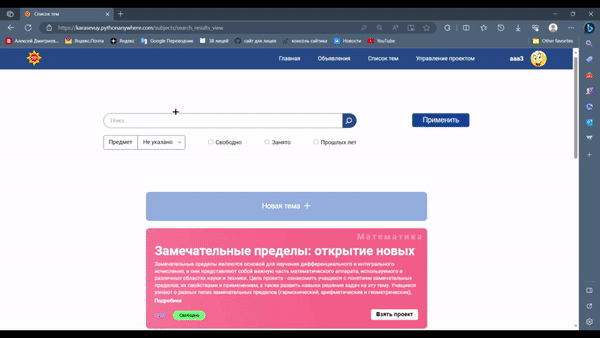 Список тем
https://karasevuy.pythonanywhere.com/subjects/search_results_view
Алексей Дмитриев... Яндекс.Почта Яндекс Google Переводчик 38 лицей сайт для лицея консоль сайтика Новости YouTube Other favorites
Главная Объявления Список тем Управление проектом aaa3
Поиск Применить
Предмет Не указано Свободно Занято Прошлых лет
Новая тема +
Математика
Замечательные пределы: открытие новых
Замечательные пределы являются основой для изучения дифференциального и интегрального
исчисления, и они представляют собой важную часть математического аппарата, используемого в
различных областях науки и техники. Цель проекта - ознакомить учащихся с понятием замечательных
пределов, их свойствами и применением, а также развить навыки решения задач на эту тему. Учащиеся
узнают о разных типах замечательных пределов (гармонический, арифметические и геометрические),
Подробнее
Свободно Взять проект